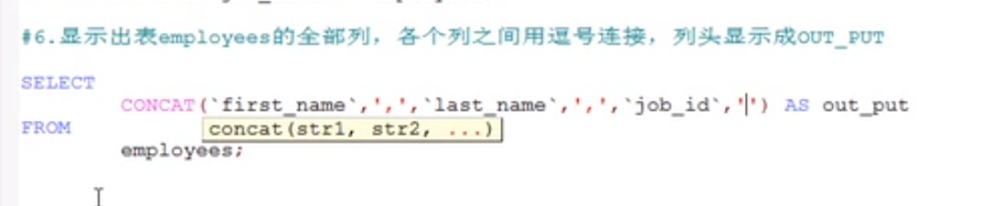 #6.显示出表employees的全部列，各个列之间用逗号连接，列头显示成OUT_PUT
SELECT
CONCAT(`first_name`,',',`last_name`,',',`job_id`,'') AS out_put
FROM
concat(str1, str2, ...)
employees;